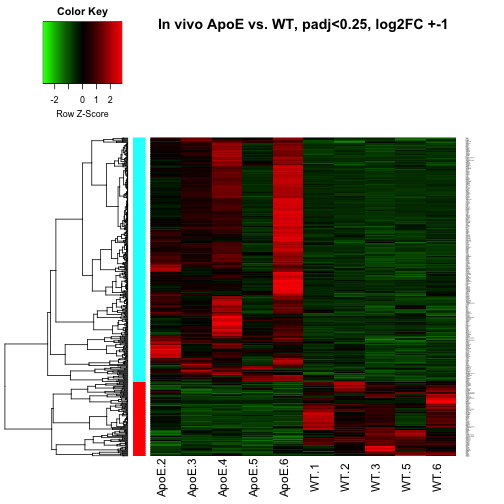 Color Key
In vivo ApoE vs. WT, padj<0.25, log2FC +-1
-2 0 1 2
Row Z-Score
ApoE.2 ApoE.3 ApoE.4 ApoE.5 ApoE.6 WT.1 WT.2 WT.3 WT.5 WT.6